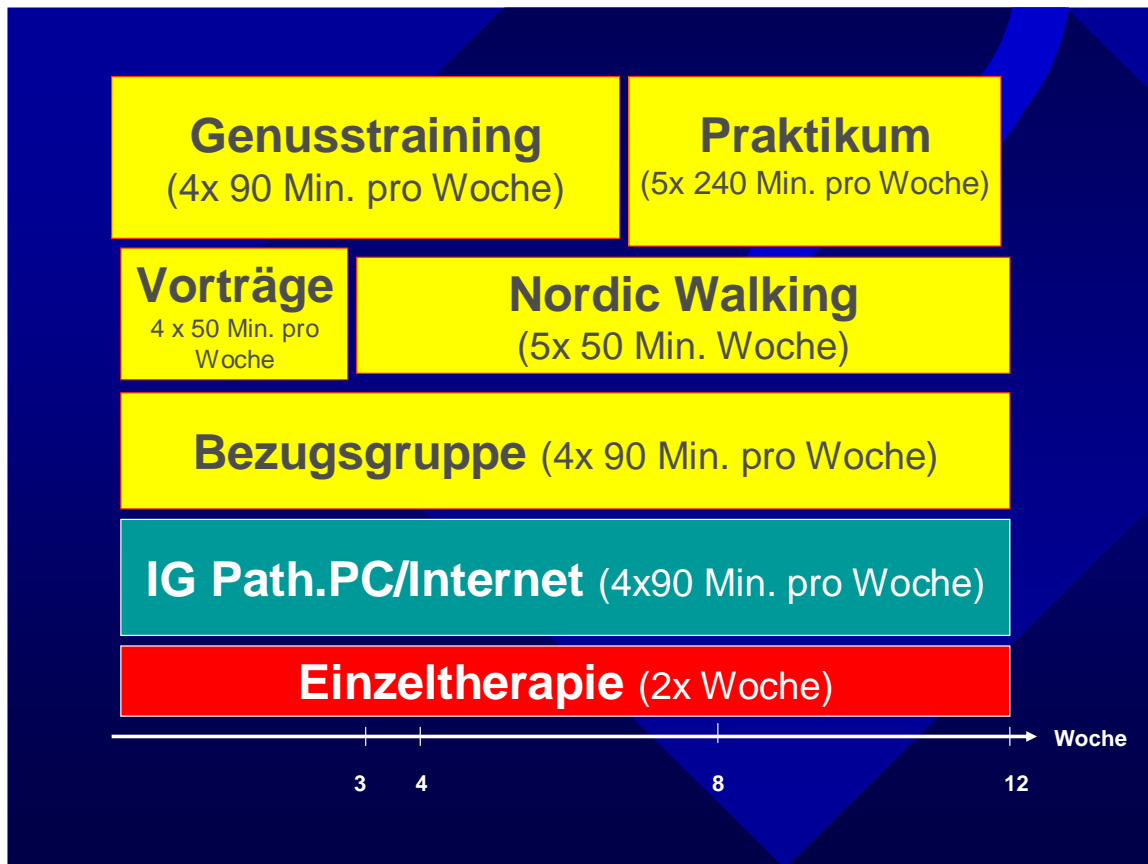 Genusstraining
(4x 90 Min. pro Woche)
Praktikum
(5x 240 Min. pro Woche)
Vorträge
4 x 50 Min. pro
Woche
Nordic Walking
(5x 50 Min. Woche)
Bezugsgruppe (4x 90 Min. pro Woche)
IG Path.PC/Internet (4x90 Min. pro Woche)
Einzeltherapie (2x Woche)
Woche
3 4 8 12